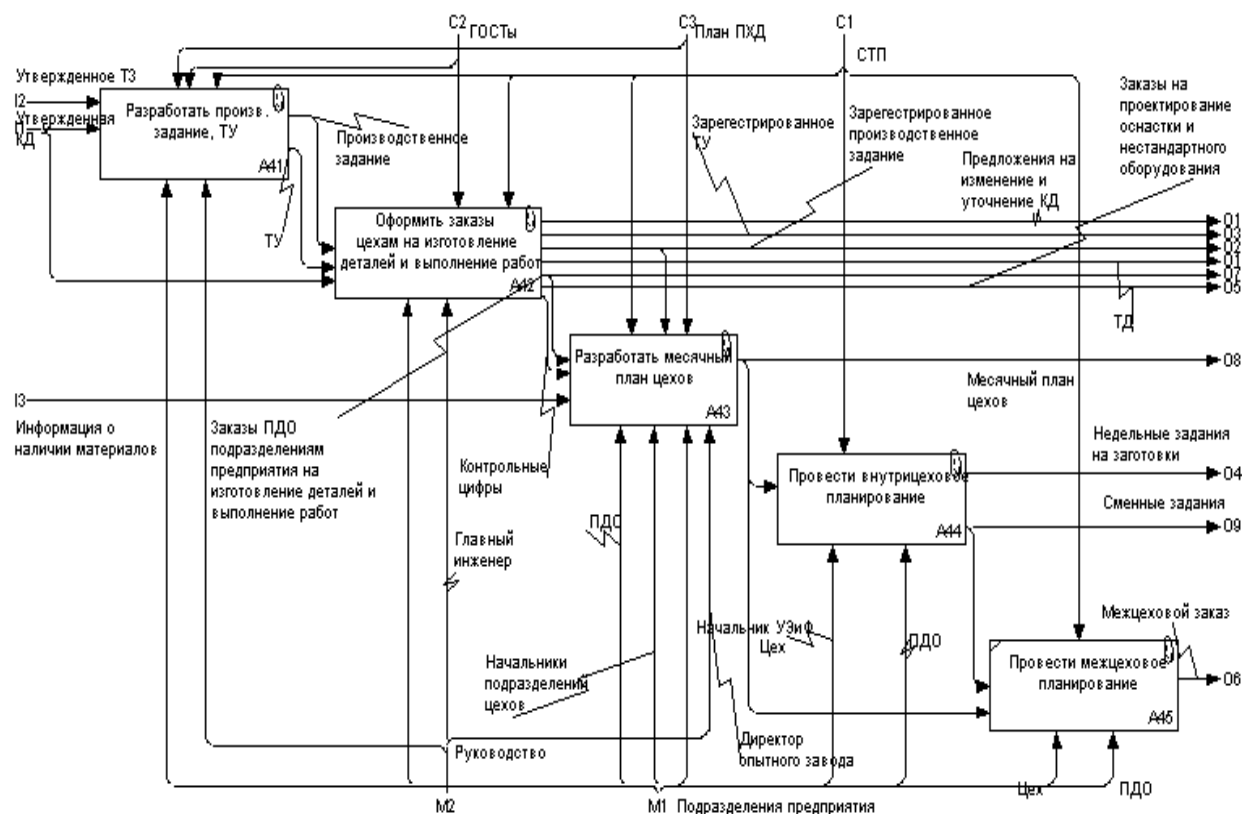 C2
ГОСТы
C3
План ПХД
C1
СТП
Утвержденное ТЗ
I2
Утвержденная
I1
КД
Разработать произв.
задание, ТУ
A41
Производственное
задание
ТУ
Зарегестрированное
ТУ
Зарегестрированное
производственное
задание
Предложения на
изменение и
уточнение КД
Заказы на
проектирование
оснастки и
нестандартного
оборудования
Оформить заказы
цехам на изготовление
деталей и выполнение работ
A42
O1
O3
O2
O1
O7
O5
ТД
Разработать месячный
план цехов
A43
O8
Месячный план
цехов
I3
Информация о
наличии материалов
Заказы ПДО
подразделениям
предприятия на
изготовление деталей и
выполнение работ
Контрольные
цифры
Недельные задания
на заготовки
Провести внутрицеховое
планирование
A44
O4
Сменные задания
O9
ПДО
Главный
инженер
Начальник УЭиФ
Цех
ПДО
Межцеховой заказ
Провести межцеховое
планирование
A45
O6
Начальники
подразделений
цехов
Руководство
Директор
опытного завода
M2
M1
Подразделения предприятия
Цех
ПДО